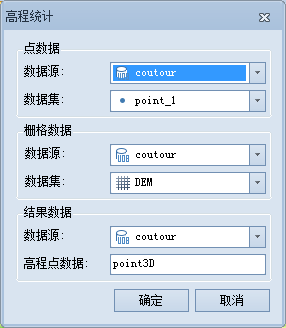 高程统计
点数据
数据源: coutour
数据集: point_1
栅格数据
数据源: coutour
数据集: DEM
结果数据
数据源: coutour
高程点数据: point3D
确定 取消